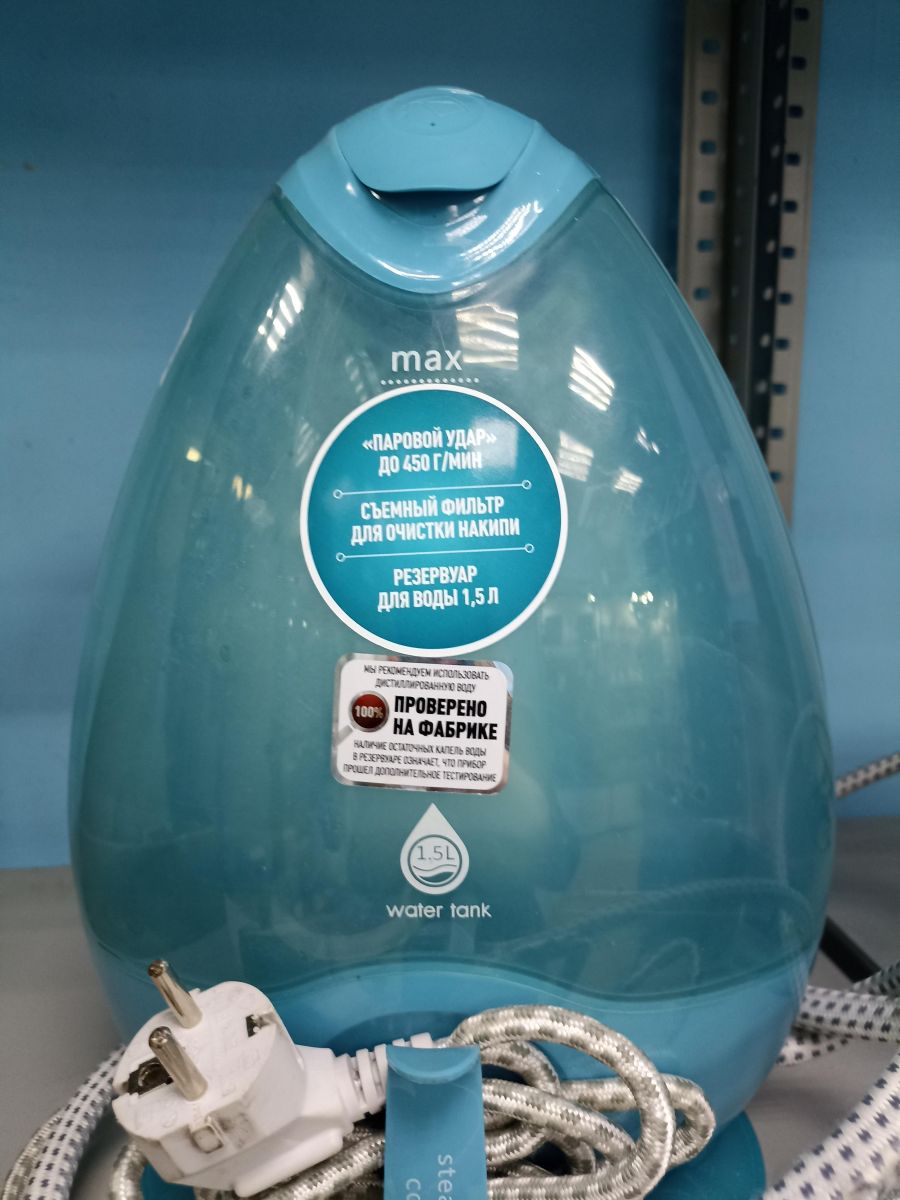 max
«ПАРОВОЙ УДАР»
ДО 450 Г/МИН
СЪЕМНЫЙ ФИЛЬТР
ДЛЯ ОЧИСТКИ НАКИПИ
РЕЗЕРВУАР
ДЛЯ ВОДЫ 1,5 Л
МЫ РЕКОМЕНДУЕМ ИСПОЛЬЗОВАТЬ
ДИСТИЛЛИРОВАННУЮ ВОДУ
100%
ПРОВЕРЕНО
НА ФАБРИКЕ
НАЛИЧИЕ ОСТАТОЧНЫХ КАПЕЛЬ ВОДЫ
В РЕЗЕРВУАРЕ ОЗНАЧАЕТ, ЧТО ПРИБОР
ПРОШЕЛ ДОПОЛНИТЕЛЬНОЕ ТЕСТИРОВАНИЕ
1.5L
water tank